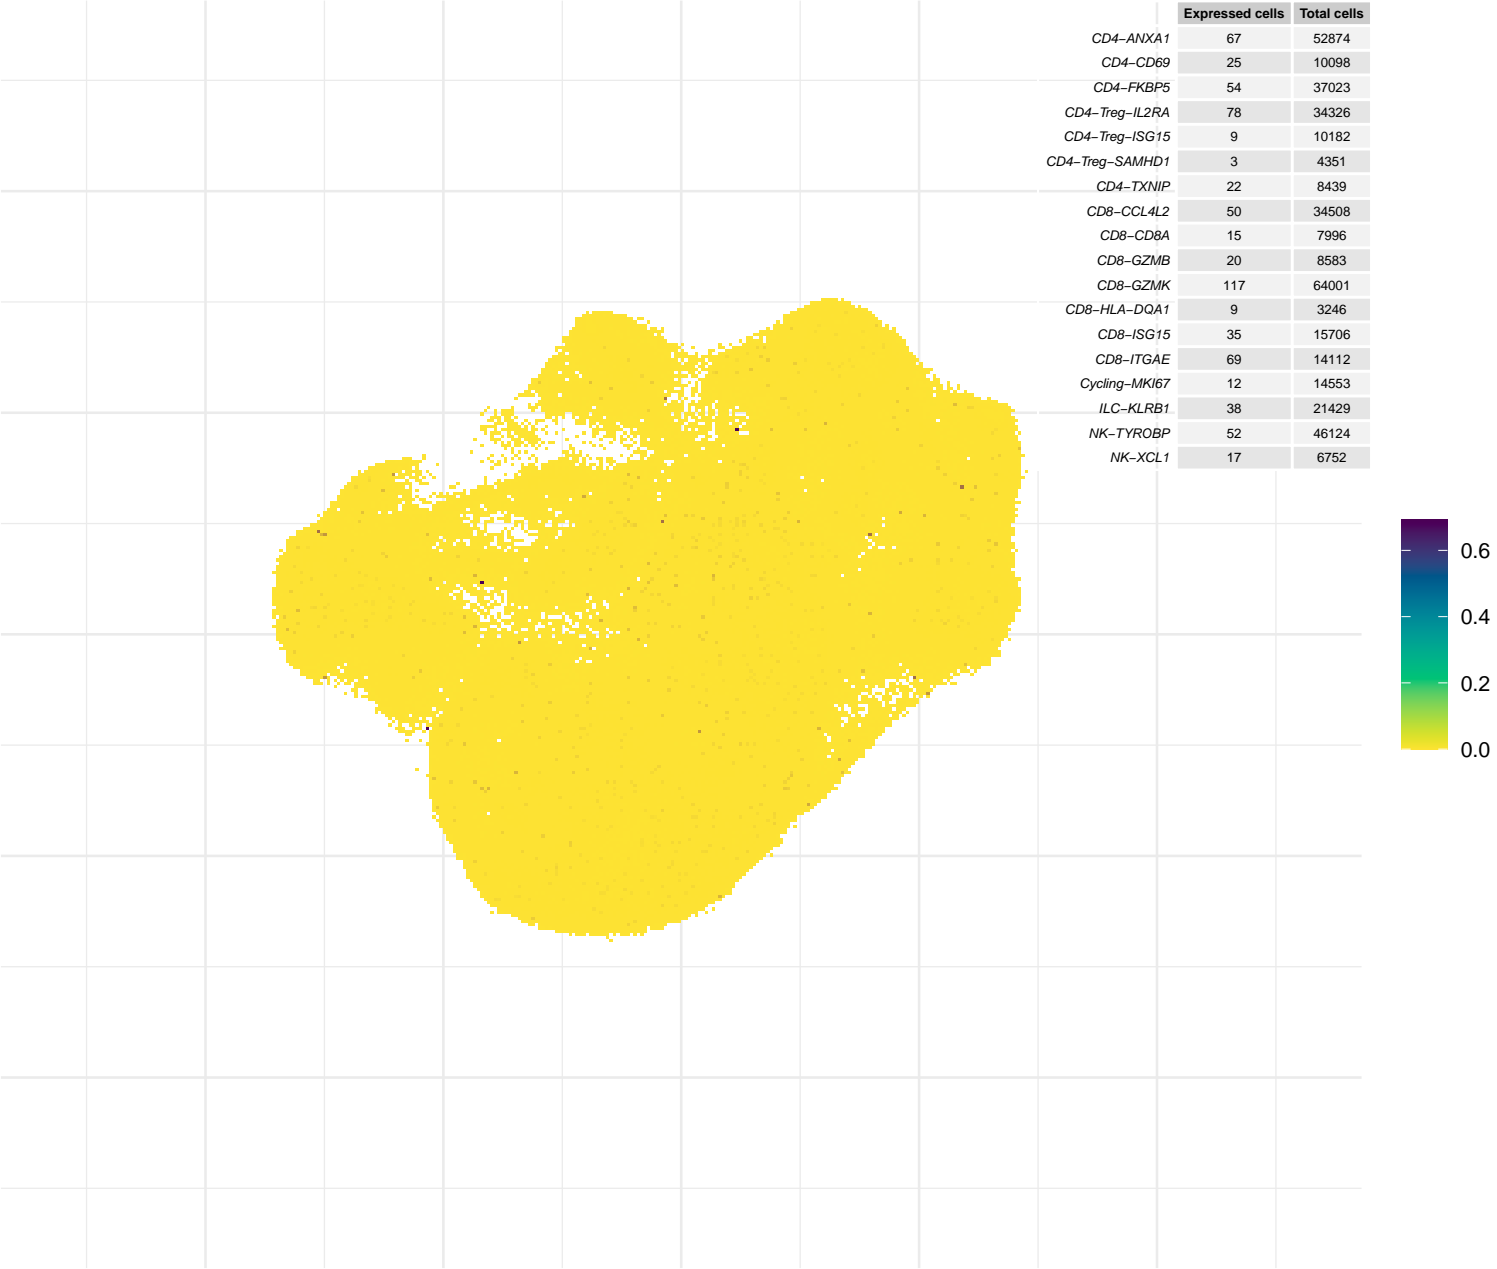 Expressed cells Total cells
CD4−ANXA1 67 52874
CD4−CD69 25 10098
CD4−FKBP5 54 37023
CD4−Treg−IL2RA 78 34326
CD4−Treg−ISG15 9 10182
CD4−Treg−SAMHD1 3 4351
CD4−TXNIP 22 8439
CD8−CCL4L2 50 34508
CD8−CD8A 15 7996
CD8−GZMB 20 8583
CD8−GZMK 117 64001
CD8−HLA−DQA1 9 3246
CD8−ISG15 35 15706
CD8−ITGAE 69 14112
Cycling−MKI67 12 14553
ILC−KLRB1 38 21429
NK−TYROBP 52 46124
NK−XCL1 17 6752
0.6
0.4
0.2
0.0